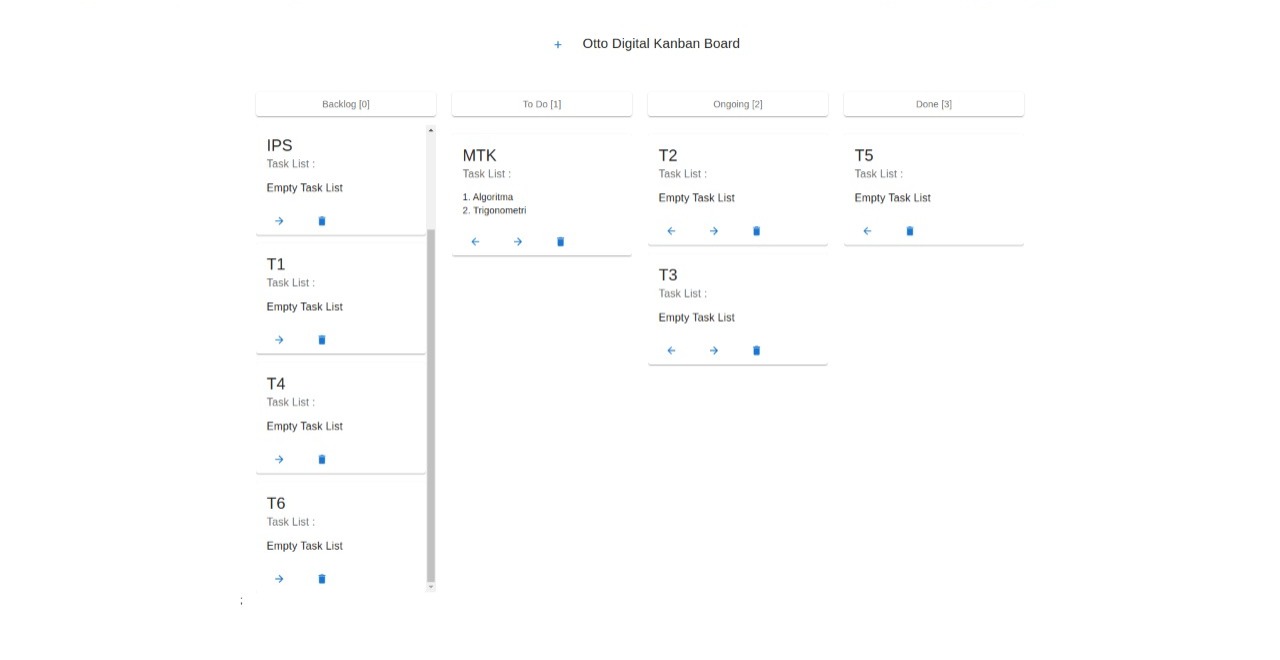 + Otto Digital Kanban Board
Backlog [0]
IPS
Task List :
Empty Task List
T1
Task List :
Empty Task List
T4
Task List :
Empty Task List
T6
Task List :
Empty Task List
To Do [1]
MTK
Task List :
1. Algoritma
2. Trigonometri
Ongoing [2]
T2
Task List :
Empty Task List
T3
Task List :
Empty Task List
Done [3]
T5
Task List :
Empty Task List
;